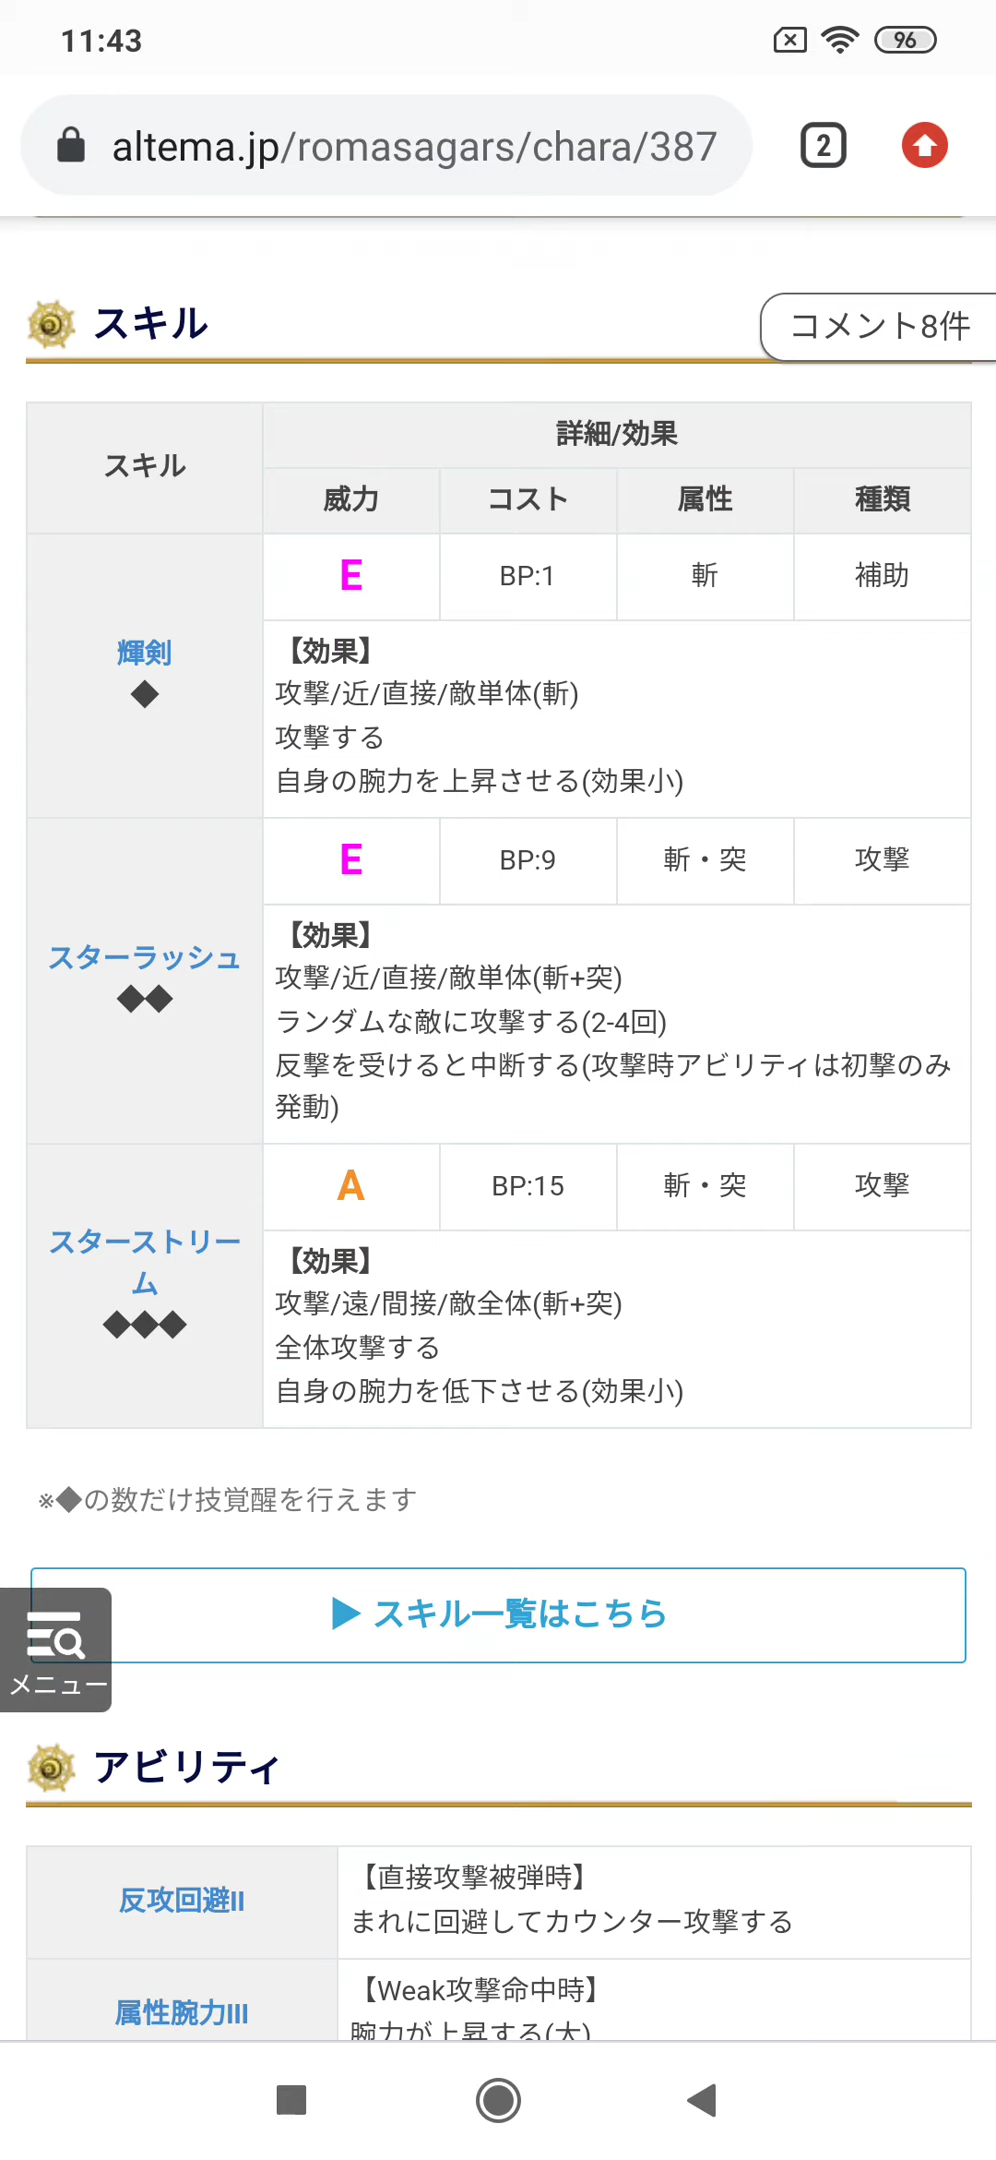 11:43
96
altema.jp/romasagars/chara/387
2
スキル
コメント8件
スキル
詳細/効果
威力
コスト
属性
種類
輝剣
◆
E
BP:1
斬
補助
【効果】
攻撃/近/直接/敵単体(斬)
攻撃する
自身の腕力を上昇させる(効果小)
スターラッシュ
◆◆
E
BP:9
斬・突
攻撃
【効果】
攻撃/近/直接/敵単体(斬+突)
ランダムな敵に攻撃する(2-4回)
反撃を受けると中断する(攻撃時アビリティは初撃のみ
発動)
スターストリー
ム
◆◆◆
A
BP:15
斬・突
攻撃
【効果】
攻撃/遠/間接/敵全体(斬+突)
全体攻撃する
自身の腕力を低下させる(効果小)
※◆の数だけ技覚醒を行えます
▶ スキル一覧はこちら
メニュー
アビリティ
反攻回避II
【直接攻撃被弾時】
まれに回避してカウンター攻撃する
属性腕力III
【Weak攻撃命中時】
腕力が上昇する(大)